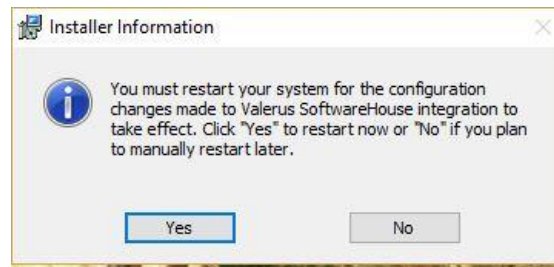 Installer Information
You must restart your system for the configuration
changes made to Valerus SoftwareHouse integration to
take effect. Click "Yes" to restart now or "No" if you plan
to manually restart later.
Yes
No